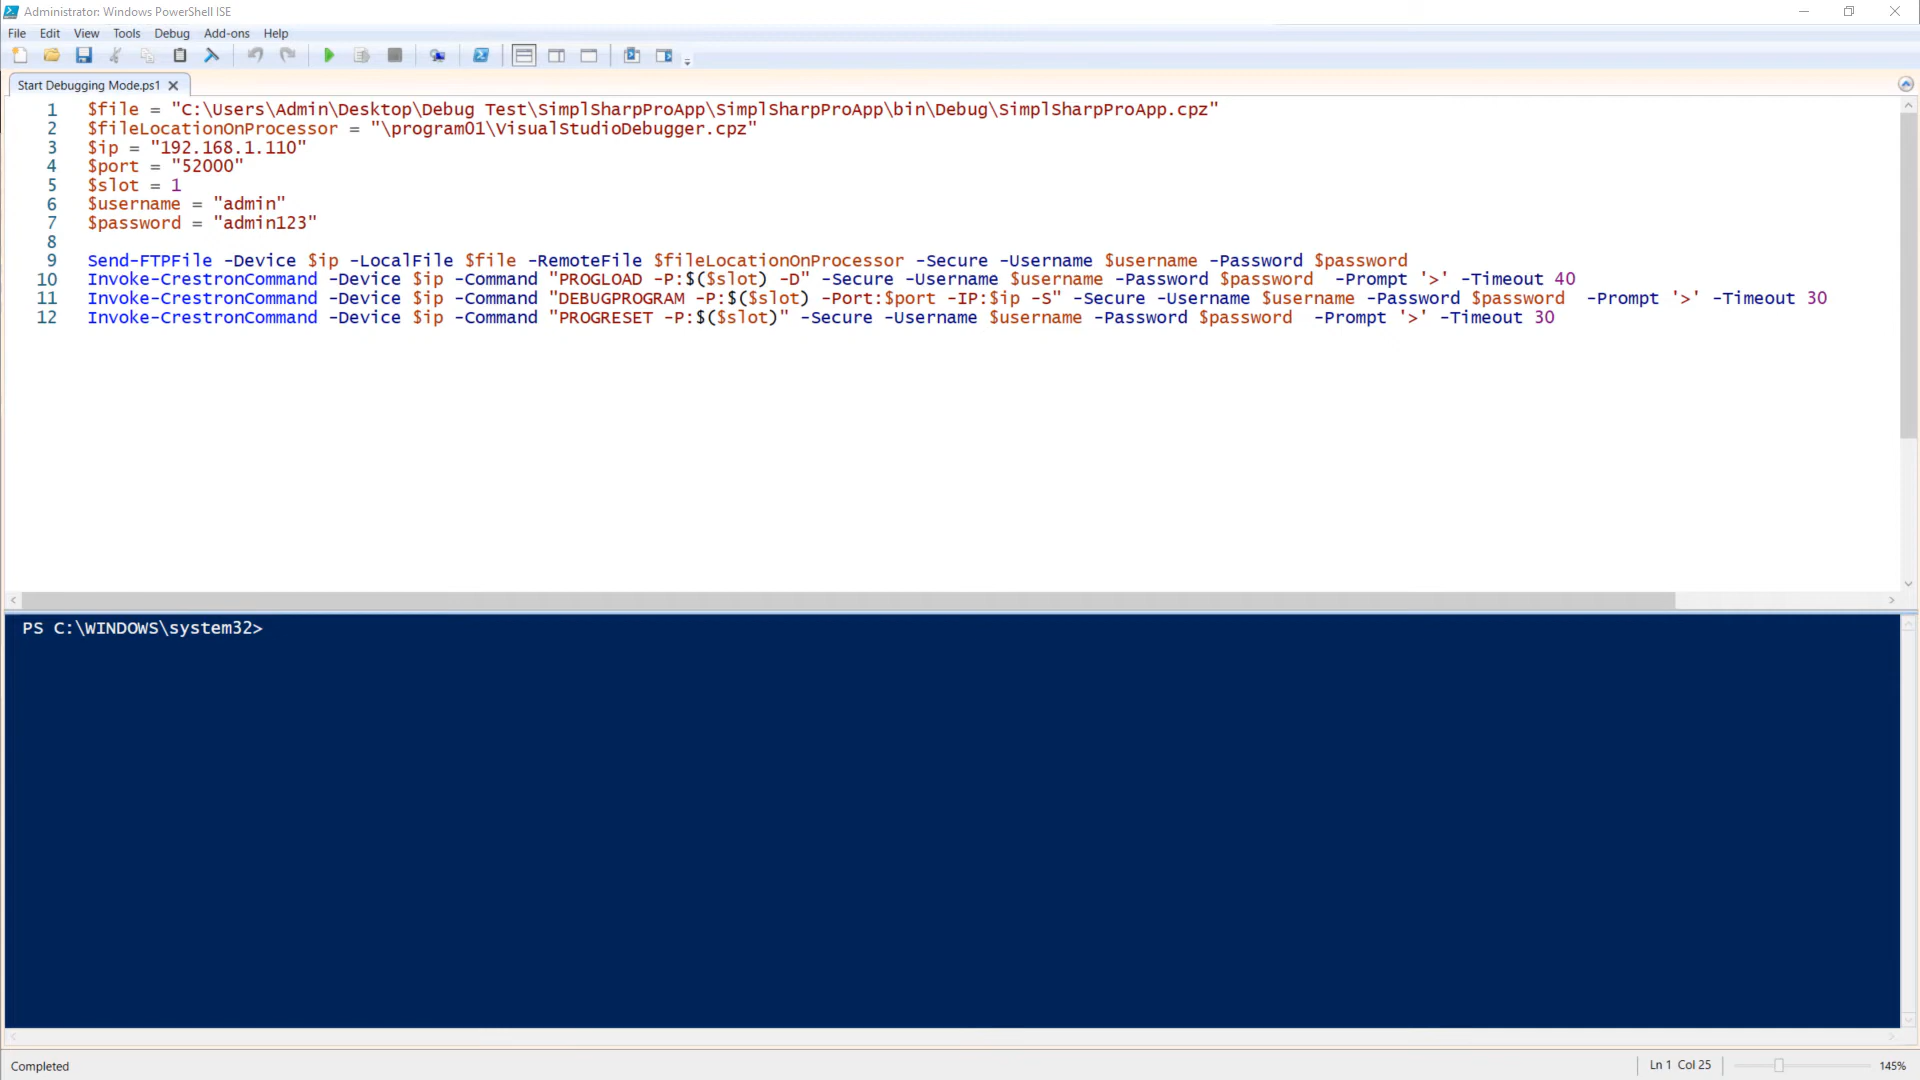 Administrator: Windows PowerShell ISE
File Edit View Tools Debug Add-ons Help
Start Debugging Mode.ps1
1 $file = "C:\Users\Admin\Desktop\Debug Test\SimplSharpProApp\SimplSharpProApp\bin\Debug\SimplSharpProApp.cpz"
2 $fileLocationOnProcessor = "\program01\VisualStudioDebugger.cpz"
3 $ip = "192.168.1.110"
4 $port = "52000"
5 $slot = 1
6 $username = "admin"
7 $password = "admin123"
8
9 Send-FTPFile -Device $ip -LocalFile $file -RemoteFile $fileLocationOnProcessor -Secure -Username $username -Password $password
10 Invoke-CrestronCommand -Device $ip -Command "PROGLOAD -P:$($slot) -D" -Secure -Username $username -Password $password  -Prompt '>' -Timeout 40
11 Invoke-CrestronCommand -Device $ip -Command "DEBUGPROGRAM -P:$($slot) -Port:$port -IP:$ip -S" -Secure -Username $username -Password $password  -Prompt '>' -Timeout 30
12 Invoke-CrestronCommand -Device $ip -Command "PROGRESET -P:$($slot)" -Secure -Username $username -Password $password  -Prompt '>' -Timeout 30
PS C:\WINDOWS\system32>
Completed
Ln 1 Col 25
145%